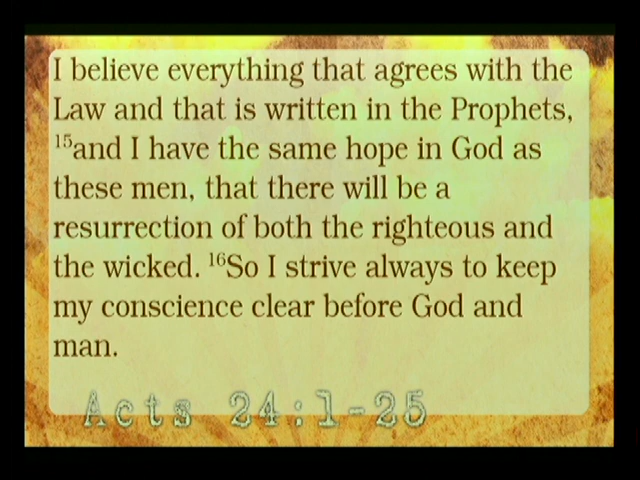 I believe everything that agrees with the
Law and that is written in the Prophets,
¹⁵and I have the same hope in God as
these men, that there will be a
resurrection of both the righteous and
the wicked. ¹⁶So I strive always to keep
my conscience clear before God and
man.
Acts 24:1-25